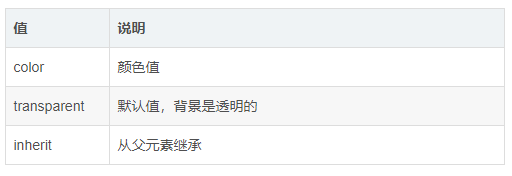 值 说明
color 颜色值
transparent 默认值，背景是透明的
inherit 从父元素继承